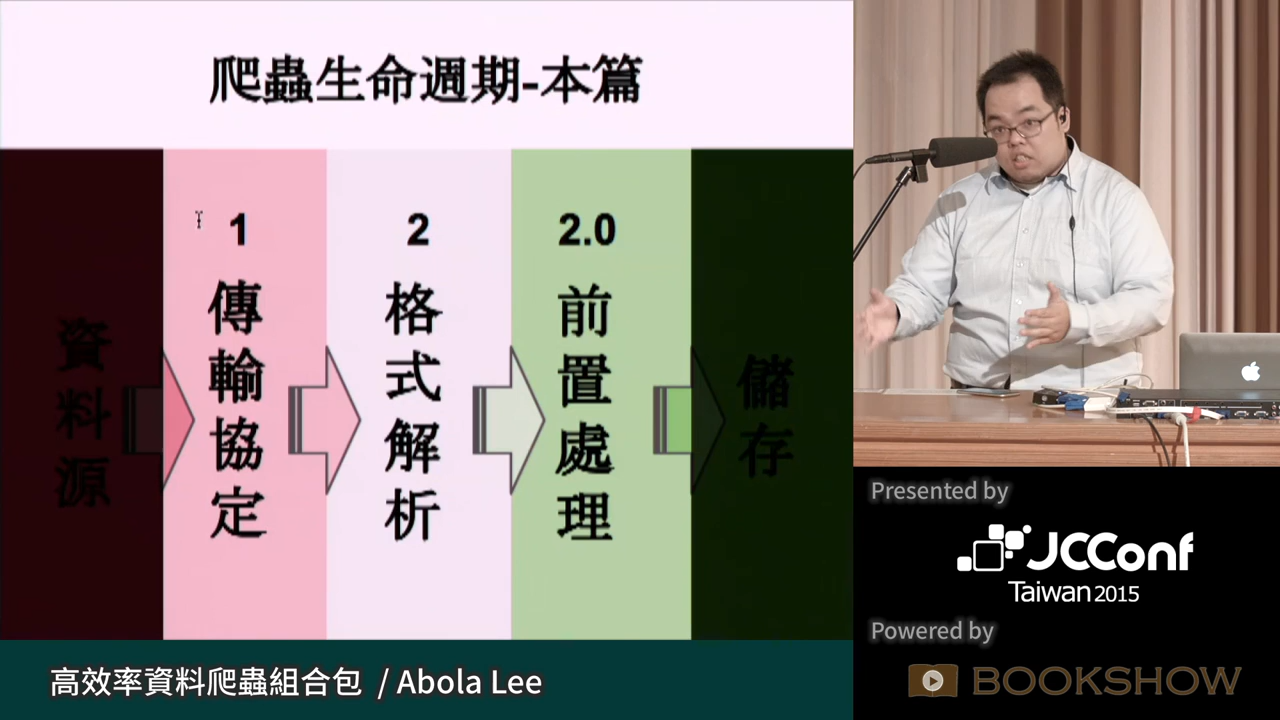 爬蟲生命週期-本篇
資料源
1
傳輸協定
2
格式解析
2.0
前置處理
儲存
高效率資料爬蟲組合包 / Abola Lee
Presented by
JCConf
Taiwan 2015
Powered by
BOOKSHOW